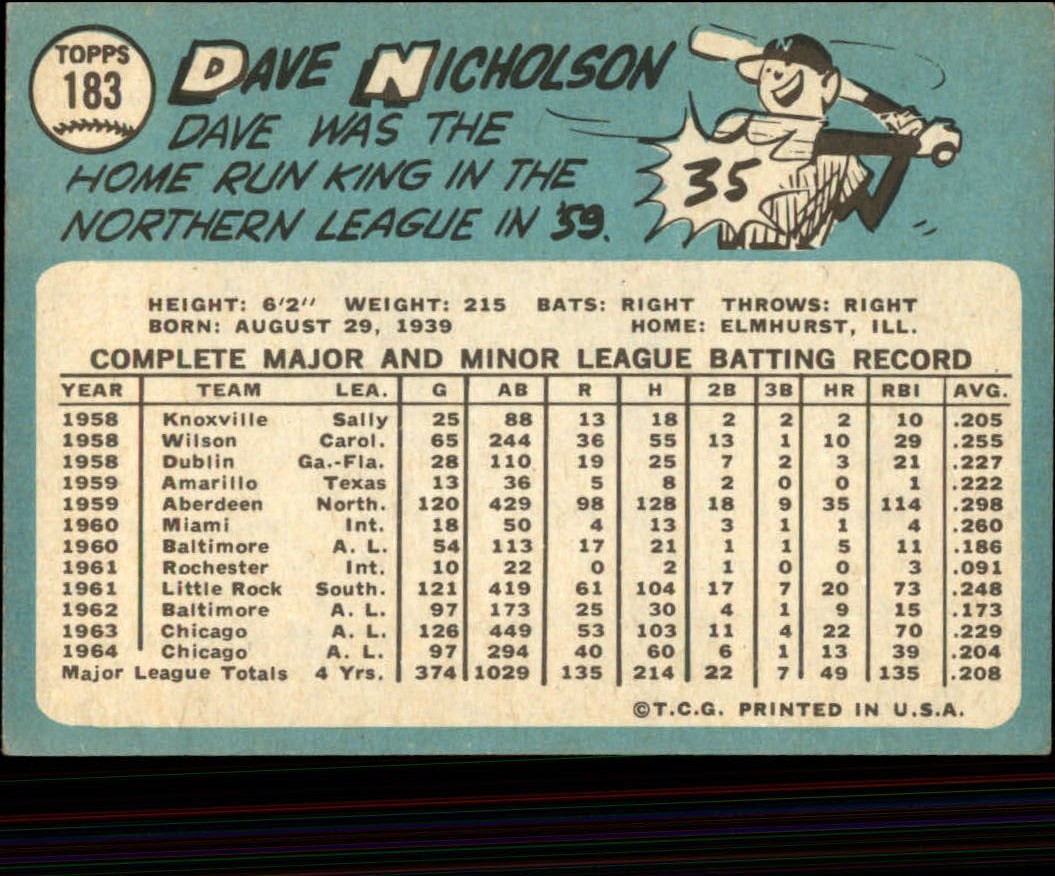 TOPPS
183
DAVE NICHOLSON
DAVE WAS THE
HOME RUN KING IN THE
NORTHERN LEAGUE IN '59.
N
35
HEIGHT: 6'2" WEIGHT: 215 BATS: RIGHT THROWS: RIGHT
BORN: AUGUST 29, 1939 HOME: ELMHURST, ILL.
COMPLETE MAJOR AND MINOR LEAGUE BATTING RECORD
YEAR TEAM LEA. G AB R H 2B 3B HR RBI AVG.
1958 Knoxville Sally 25 88 13 18 2 2 2 10 .205
1958 Wilson Carol. 65 244 36 55 13 1 10 29 .255
1958 Dublin Ga.-Fla. 28 110 19 25 7 2 3 21 .227
1959 Amarillo Texas 13 36 5 8 2 0 0 1 .222
1959 Aberdeen North. 120 429 98 128 18 9 35 114 .298
1960 Miami Int. 18 50 4 13 3 1 1 4 .260
1960 Baltimore A. L. 54 113 17 21 1 1 5 11 .186
1961 Rochester Int. 10 22 0 2 1 0 0 3 .091
1961 Little Rock South. 121 419 61 104 17 7 20 73 .248
1962 Baltimore A. L. 97 173 25 30 4 1 9 15 .173
1963 Chicago A. L. 126 449 53 103 11 4 22 70 .229
1964 Chicago A. L. 97 294 40 60 6 1 13 39 .204
Major League Totals 4 Yrs. 374 1029 135 214 22 7 49 135 .208
©T.C.G. PRINTED IN U.S.A.